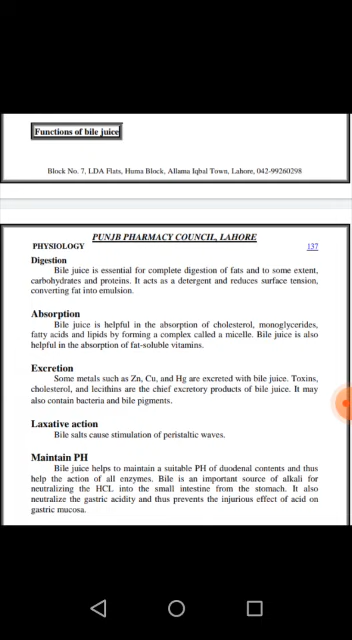 Functions of bile juice
Block No. 7, LDA Flats, Huma Block, Allama Iqbal Town, Lahore, 042-99260298
PUNJB PHARMACY COUNCIL, LAHORE
PHYSIOLOGY 137
Digestion
Bile juice is essential for complete digestion of fats and to some extent,
carbohydrates and proteins. It acts as a detergent and reduces surface tension,
converting fat into emulsion.
Absorption
Bile juice is helpful in the absorption of cholesterol, monoglycerides,
fatty acids and lipids by forming a complex called a micelle. Bile juice is also
helpful in the absorption of fat-soluble vitamins.
Excretion
Some metals such as Zn, Cu, and Hg are excreted with bile juice. Toxins,
cholesterol, and lecithins are the chief excretory products of bile juice. It may
also contain bacteria and bile pigments.
Laxative action
Bile salts cause stimulation of peristaltic waves.
Maintain PH
Bile juice helps to maintain a suitable PH of duodenal contents and thus
help the action of all enzymes. Bile is an important source of alkali for
neutralizing the HCL into the small intestine from the stomach. It also
neutralize the gastric acidity and thus prevents the injurious effect of acid on
gastric mucosa.